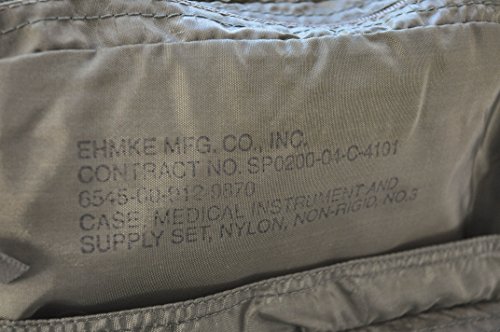 EHMKE MFG. CO., INC.
CONTRACT NO. SP0200-04-C-4101
6545-00-912-9870
CASE, MEDICAL INSTRUMENT AND
SUPPLY SET, NYLON, NON-RIGID, NO.3